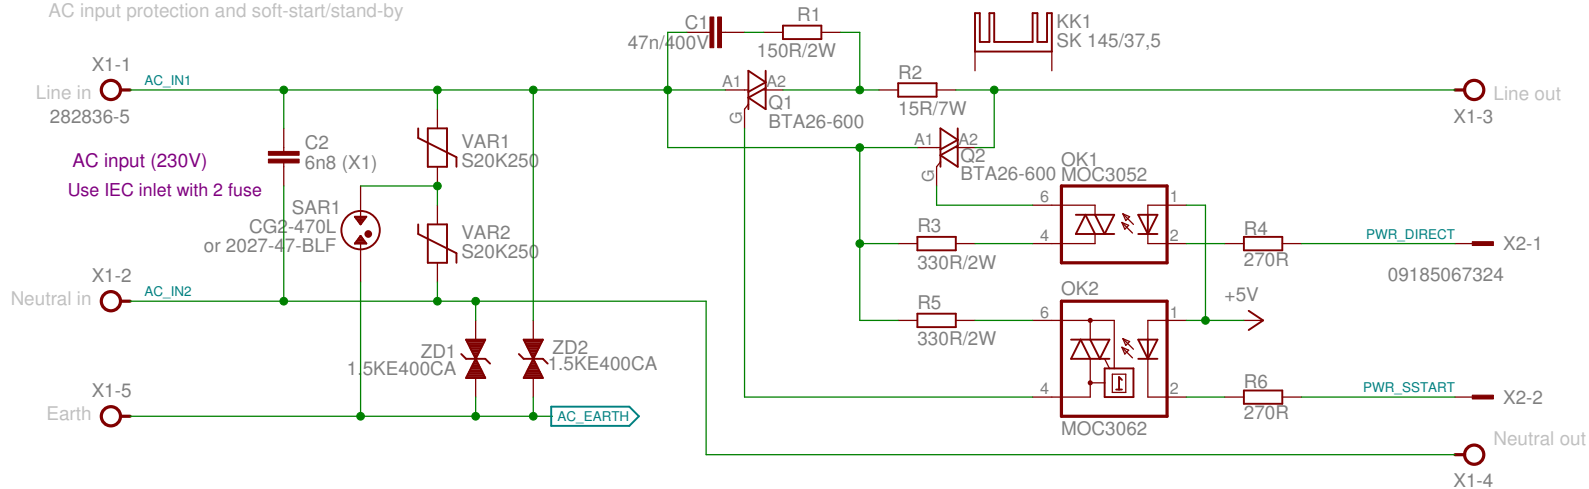 AC input protection and soft-start/stand-by
C1
47n/400V
R1
150R/2W
KK1
SK 145/37,5
X1-1
AC_IN1
Line in
282836-5
A1
A2
Q1
BTA26-600
G
R2
15R/7W
Line out
X1-3
C2
6n8 (X1)
VAR1
S20K250
AC input (230V)
Use IEC inlet with 2 fuse
A1
A2
Q2
BTA26-600
G
OK1
MOC3052
6
1
4
2
SAR1
CG2-470L
or 2027-47-BLF
VAR2
S20K250
R3
330R/2W
R4
270R
PWR_DIRECT
X2-1
09185067324
X1-2
AC_IN2
Neutral in
R5
330R/2W
OK2
6
1
4
2
MOC3062
+5V
ZD1
1.5KE400CA
ZD2
1.5KE400CA
X1-5
Earth
AC_EARTH
R6
270R
PWR_SSTART
X2-2
Neutral out
X1-4